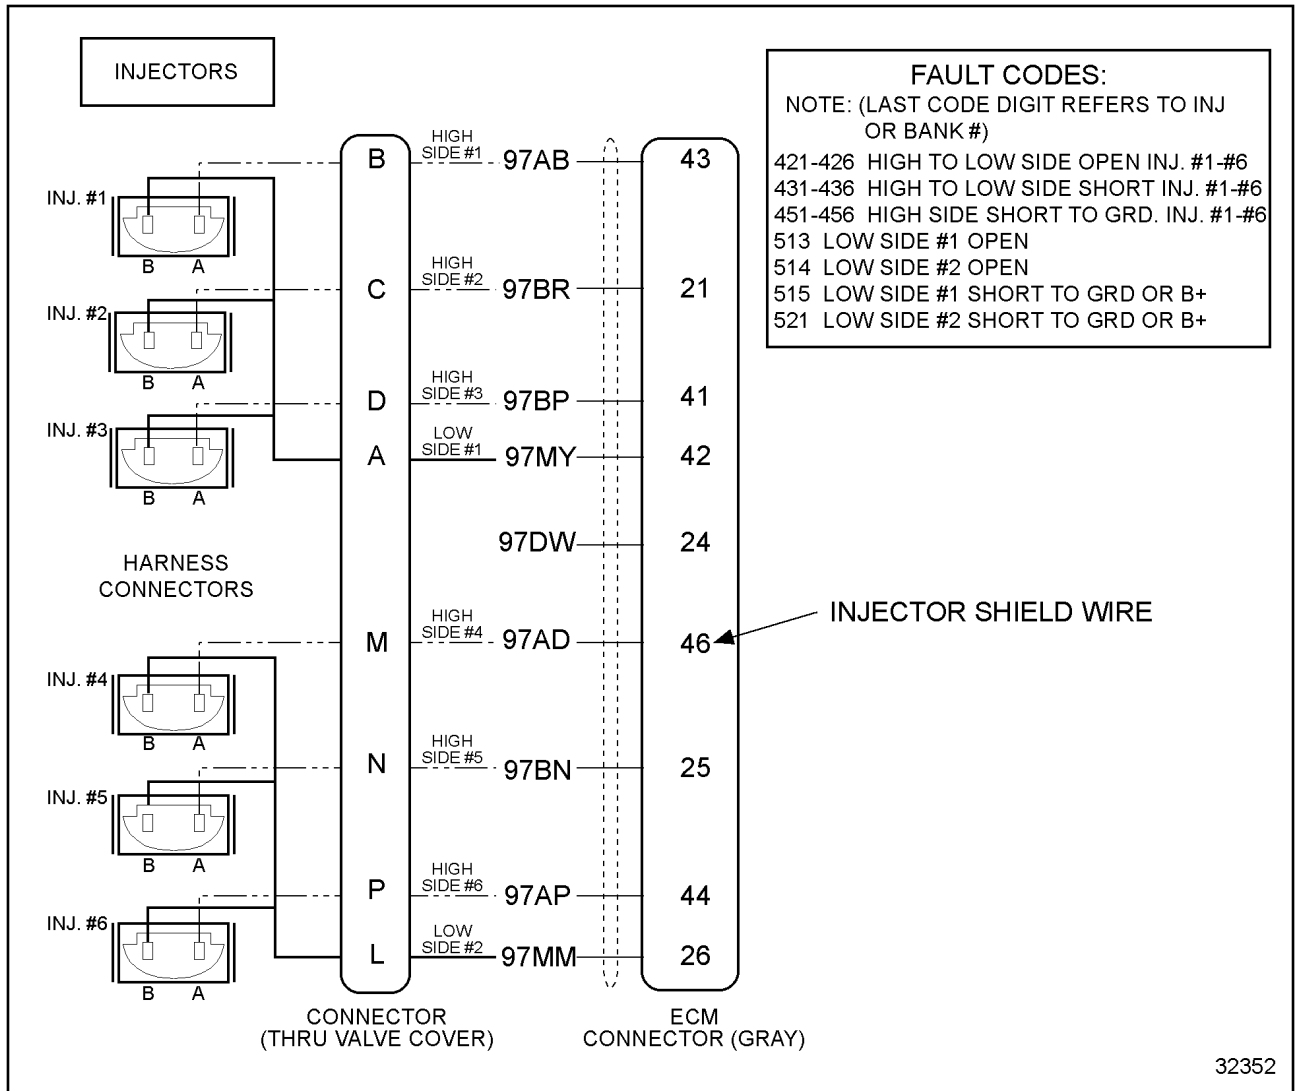 INJECTORS
FAULT CODES:
NOTE: (LAST CODE DIGIT REFERS TO INJ
OR BANK #)
421-426 HIGH TO LOW SIDE OPEN INJ. #1-#6
431-436 HIGH TO LOW SIDE SHORT INJ. #1-#6
451-456 HIGH SIDE SHORT TO GRD. INJ. #1-#6
513 LOW SIDE #1 OPEN
514 LOW SIDE #2 OPEN
515 LOW SIDE #1 SHORT TO GRD OR B+
521 LOW SIDE #2 SHORT TO GRD OR B+
HIGH
SIDE #1
B
97AB
43
INJ. #1
B A
HIGH
SIDE #2
C
97BR
21
INJ. #2
B A
HIGH
SIDE #3
D
97BP
41
INJ. #3
LOW
SIDE #1
A
97MY
42
B A
97DW
24
HARNESS
CONNECTORS
INJECTOR SHIELD WIRE
HIGH
SIDE #4
M
97AD
46
INJ. #4
B A
HIGH
SIDE #5
N
97BN
25
INJ. #5
B A
HIGH
SIDE #6
P
97AP
44
INJ. #6
LOW
SIDE #2
L
97MM
26
B A
CONNECTOR
(THRU VALVE COVER)
ECM
CONNECTOR (GRAY)
32352